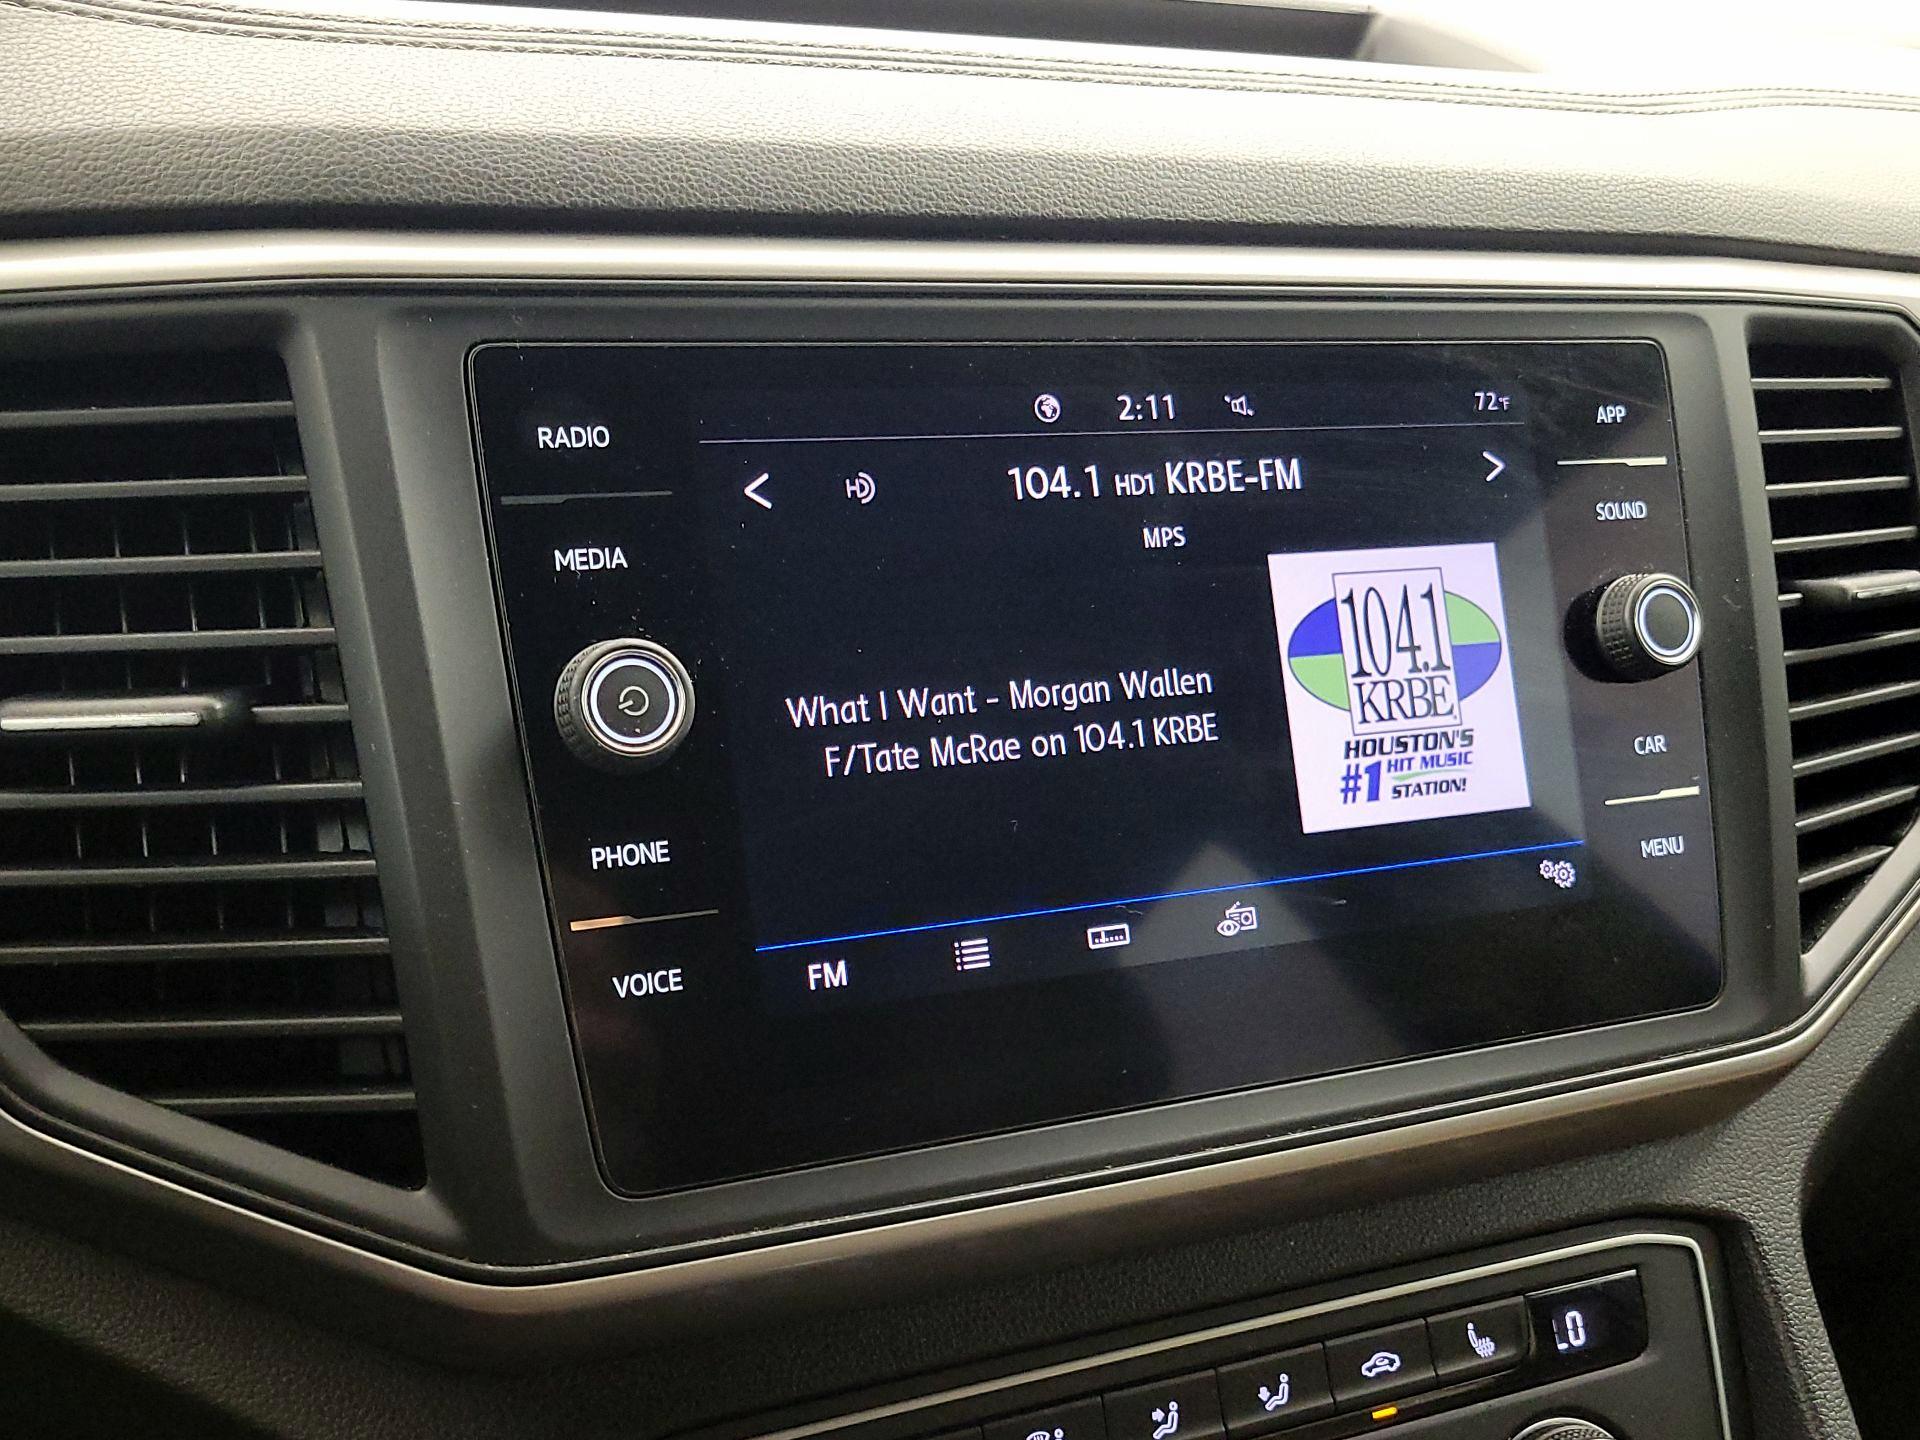 2:11
72°F
RADIO
APP
104.1 HD1 KRBE-FM
HD
SOUND
MPS
MEDIA
104.1
KRBE
What I Want - Morgan Wallen
F/Tate McRae on 104.1 KRBE
HOUSTON'S
#1 HIT MUSIC
STATION!
CAR
PHONE
MENU
FM
VOICE
LO